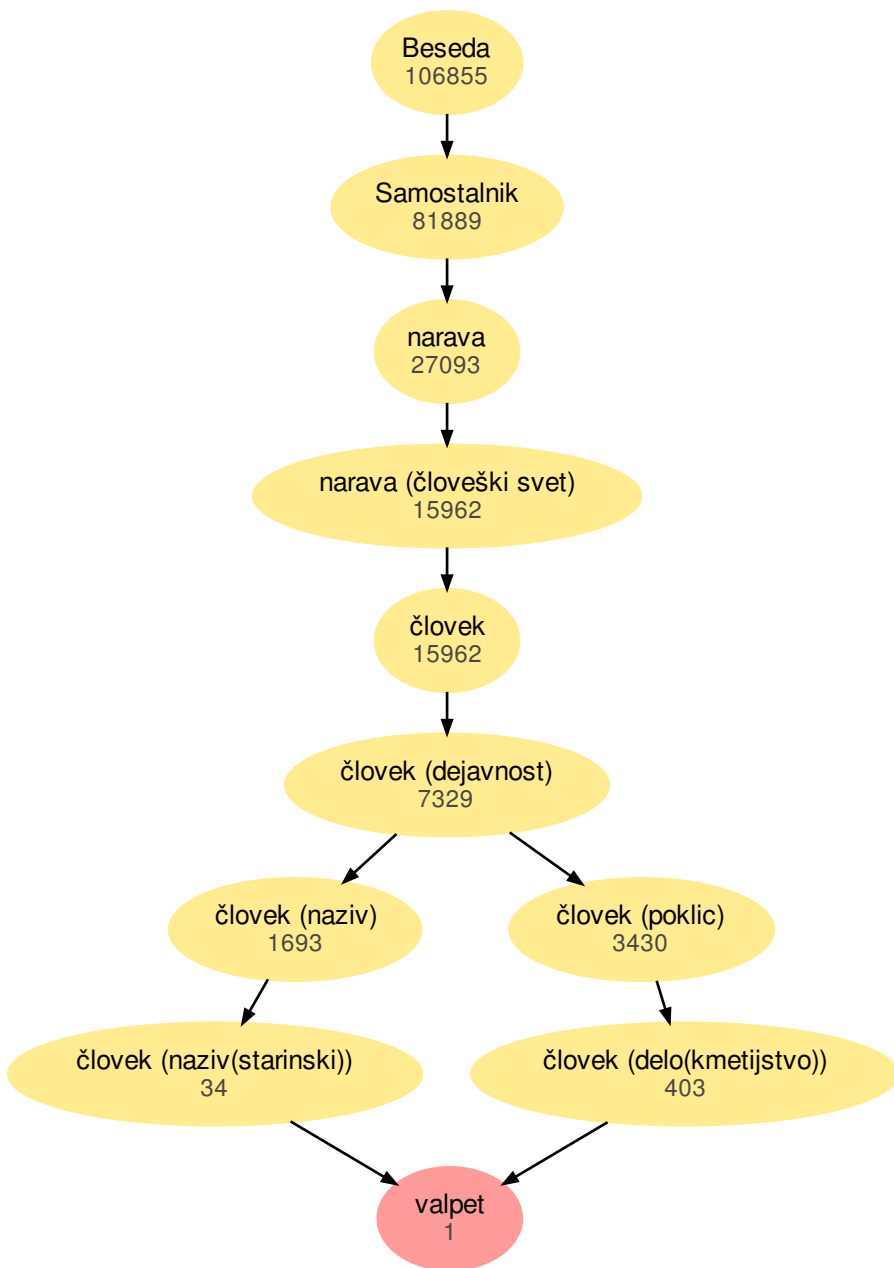 Beseda
106855
Samostalnik
81889
narava
27093
narava (človeški svet)
15962
človek
15962
človek (dejavnost)
7329
človek (naziv)
1693
človek (poklic)
3430
človek (naziv(starinski))
34
človek (delo(kmetijstvo))
403
valpet
1